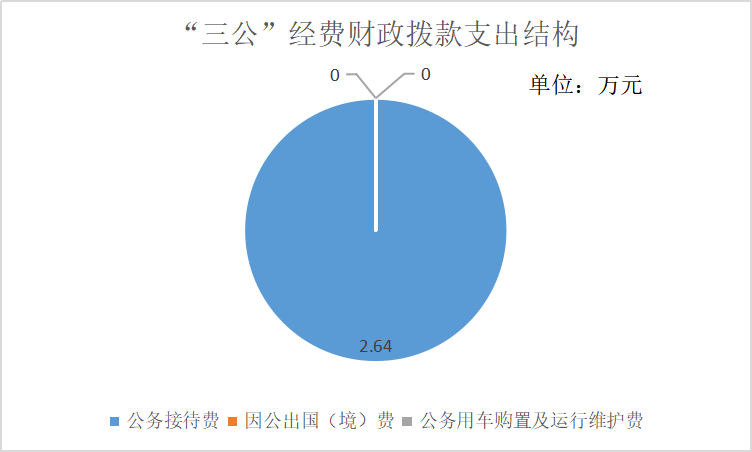 “三公”经费财政拨款支出结构
0
0
单位：万元
2.64
公务接待费
因公出国（境）费
公务用车购置及运行维护费